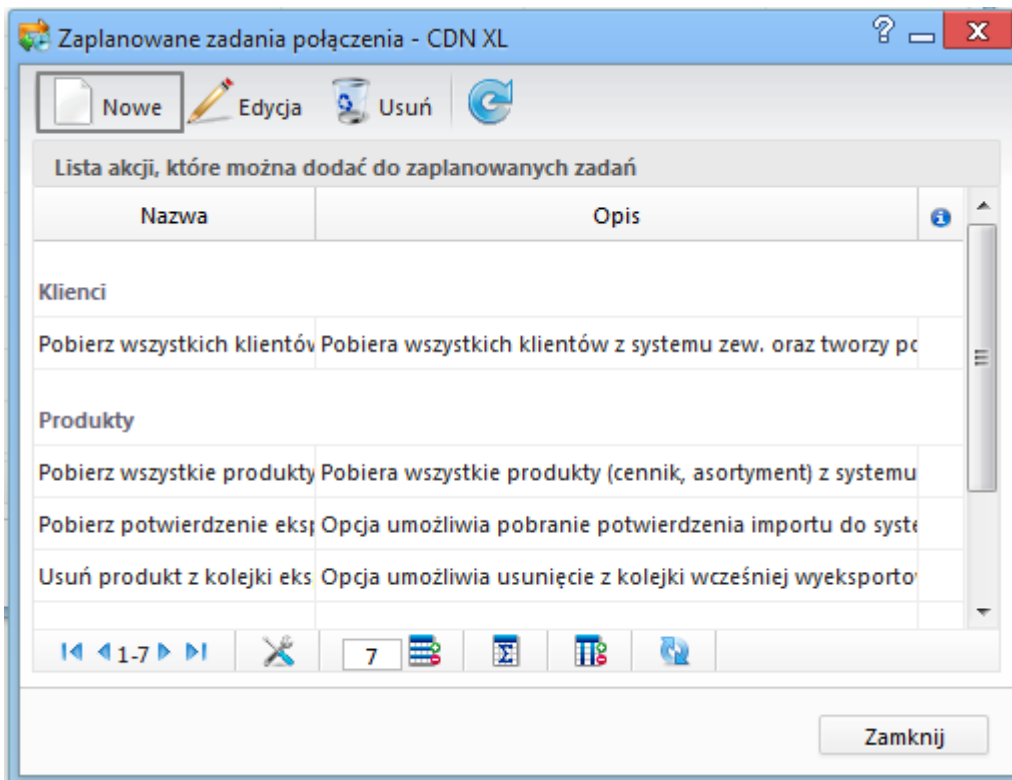 Zaplanowane zadania połączenia - CDN XL
Nowe Edycja Usuń
Lista akcji, które można dodać do zaplanowanych zadań
Nazwa Opis
Klienci
Pobierz wszystkich klientów Pobiera wszystkich klientów z systemu zew. oraz tworzy po
Produkty
Pobierz wszystkie produkty Pobiera wszystkie produkty (cennik, asortyment) z systemu
Pobierz potwierdzenie eksp Opcja umożliwia pobranie potwierdzenia importu do syste
Usuń produkt z kolejki eks Opcja umożliwia usunięcie z kolejki wcześniej wyeksporto
1-7 7
Zamknij